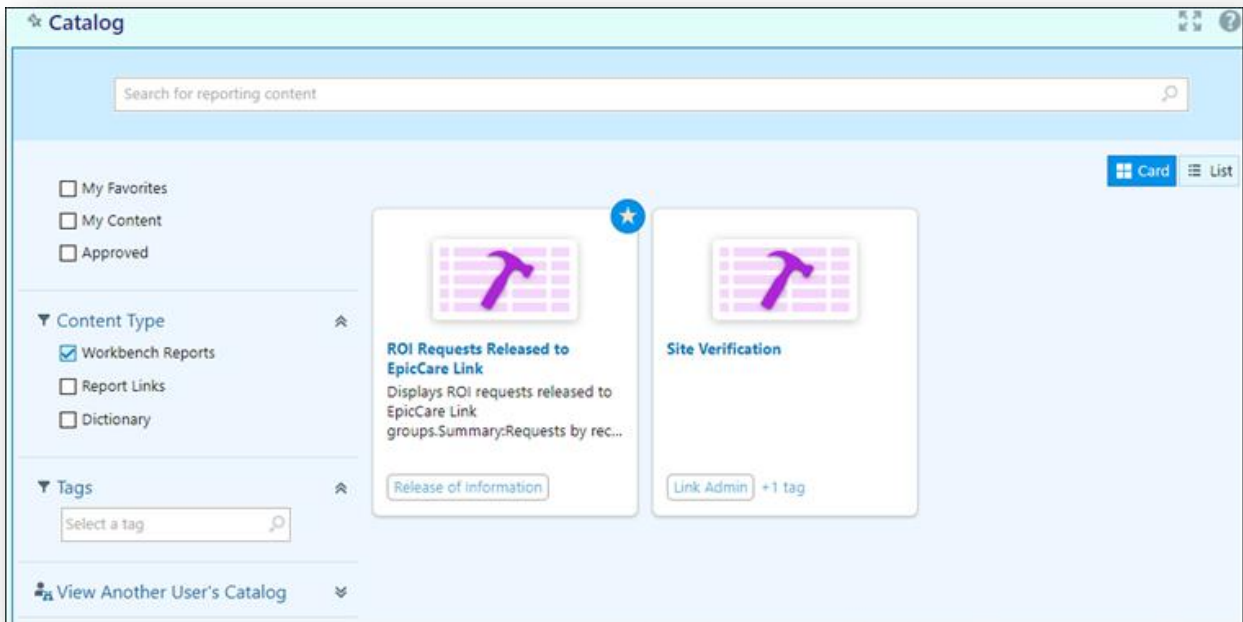 Catalog
Search for reporting content
Card
List
My Favorites
My Content
Approved
Content Type
Workbench Reports
Report Links
Dictionary
Tags
Select a tag
View Another User's Catalog
ROI Requests Released to
EpicCare Link
Displays ROI requests released to
EpicCare Link
groups.Summary:Requests by rec...
Release of Information
Site Verification
Link Admin +1 tag